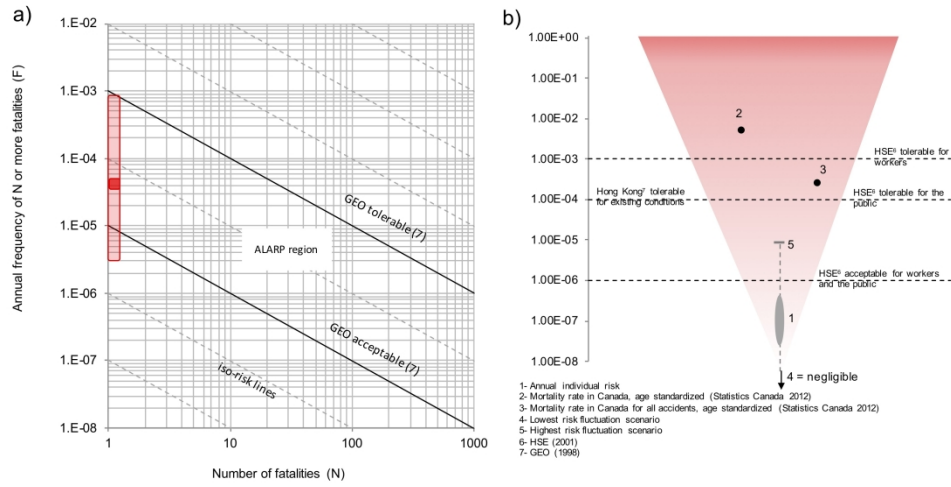 a)
Annual frequency of N or more fatalities (F)
1.E-02
1.E-03
1.E-04
1.E-05
1.E-06
1.E-07
1.E-08
GEO tolerable (7)
ALARP region
GEO acceptable (7)
iso-risk lines
1
10
100
1000
Number of fatalities (N)
b)
1.00E+00
1.00E-01
1.00E-02
1.00E-03
1.00E-04
1.00E-05
1.00E-06
1.00E-07
1.00E-08
2
HSE⁶ tolerable for
workers
3
Hong Kong⁷ tolerable
for existing conditions
HSE⁶ tolerable for the
public
5
HSE⁶ acceptable for workers
and the public
1
4 = negligible
1- Annual individual risk
2- Mortality rate in Canada, age standardized (Statistics Canada 2012)
3- Mortality rate in Canada for all accidents, age standardized (Statistics Canada 2012)
4- Lowest risk fluctuation scenario
5- Highest risk fluctuation scenario
6- HSE (2001)
7- GEO (1998)